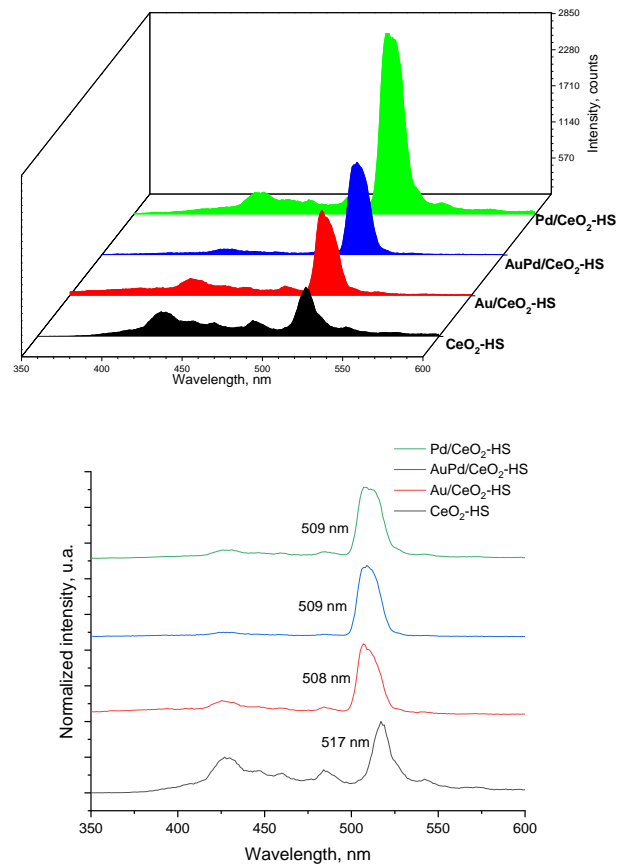 2850
2280
1710
1140
570
Intensity, counts
Pd/CeO₂-HS
AuPd/CeO₂-HS
Au/CeO₂-HS
CeO₂-HS
350 400 450 500 550 600
Wavelength, nm
Pd/CeO₂-HS
AuPd/CeO₂-HS
Au/CeO₂-HS
CeO₂-HS
509 nm
509 nm
508 nm
517 nm
Normalized intensity, u.a.
350 400 450 500 550 600
Wavelength, nm